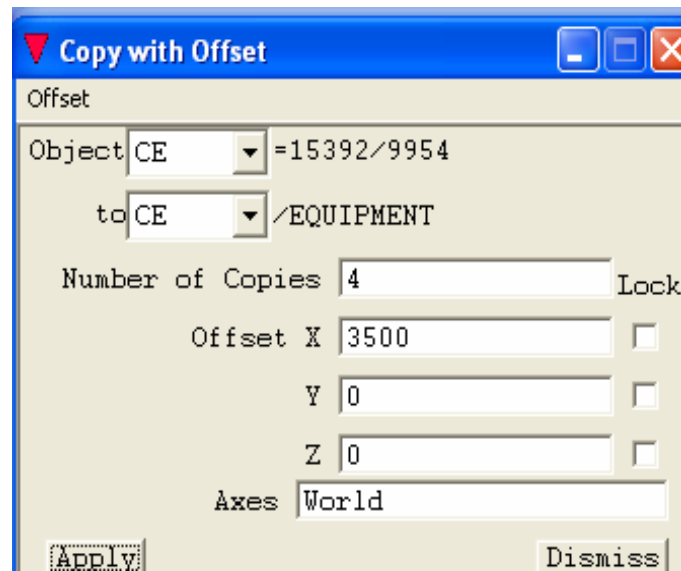 Copy with Offset
Offset
Object CE =15392/9954
to CE /EQUIPMENT
Number of Copies 4 Lock
Offset X 3500
Y 0
Z 0
Axes World
Apply Dismiss